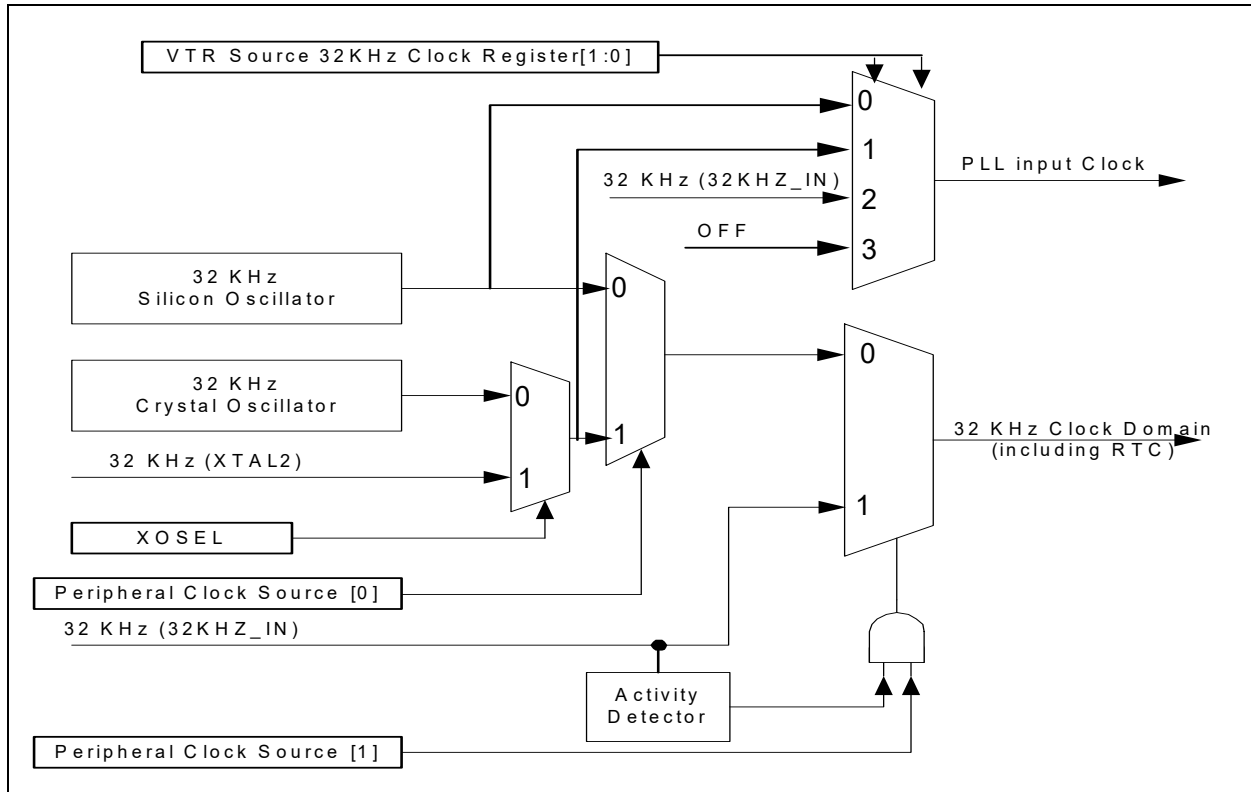 VTR Source 32KHz Clock Register[1:0]
0
1
32 KHz (32KHZ_IN)
2
PLL input Clock
OFF
3
32 KHz
Silicon Oscillator
0
0
32 KHz
Crystal Oscillator
0
1
32 KHz Clock Domain
(including RTC)
32 KHz (XTAL2)
1
1
XOSEL
Peripheral Clock Source [0]
32 KHz (32KHZ_IN)
Activity
Detector
Peripheral Clock Source [1]